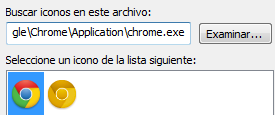 Buscar iconos en este archivo:
gle\Chrome\Application\chrome.exe
Examinar...
Seleccione un icono de la lista siguiente: